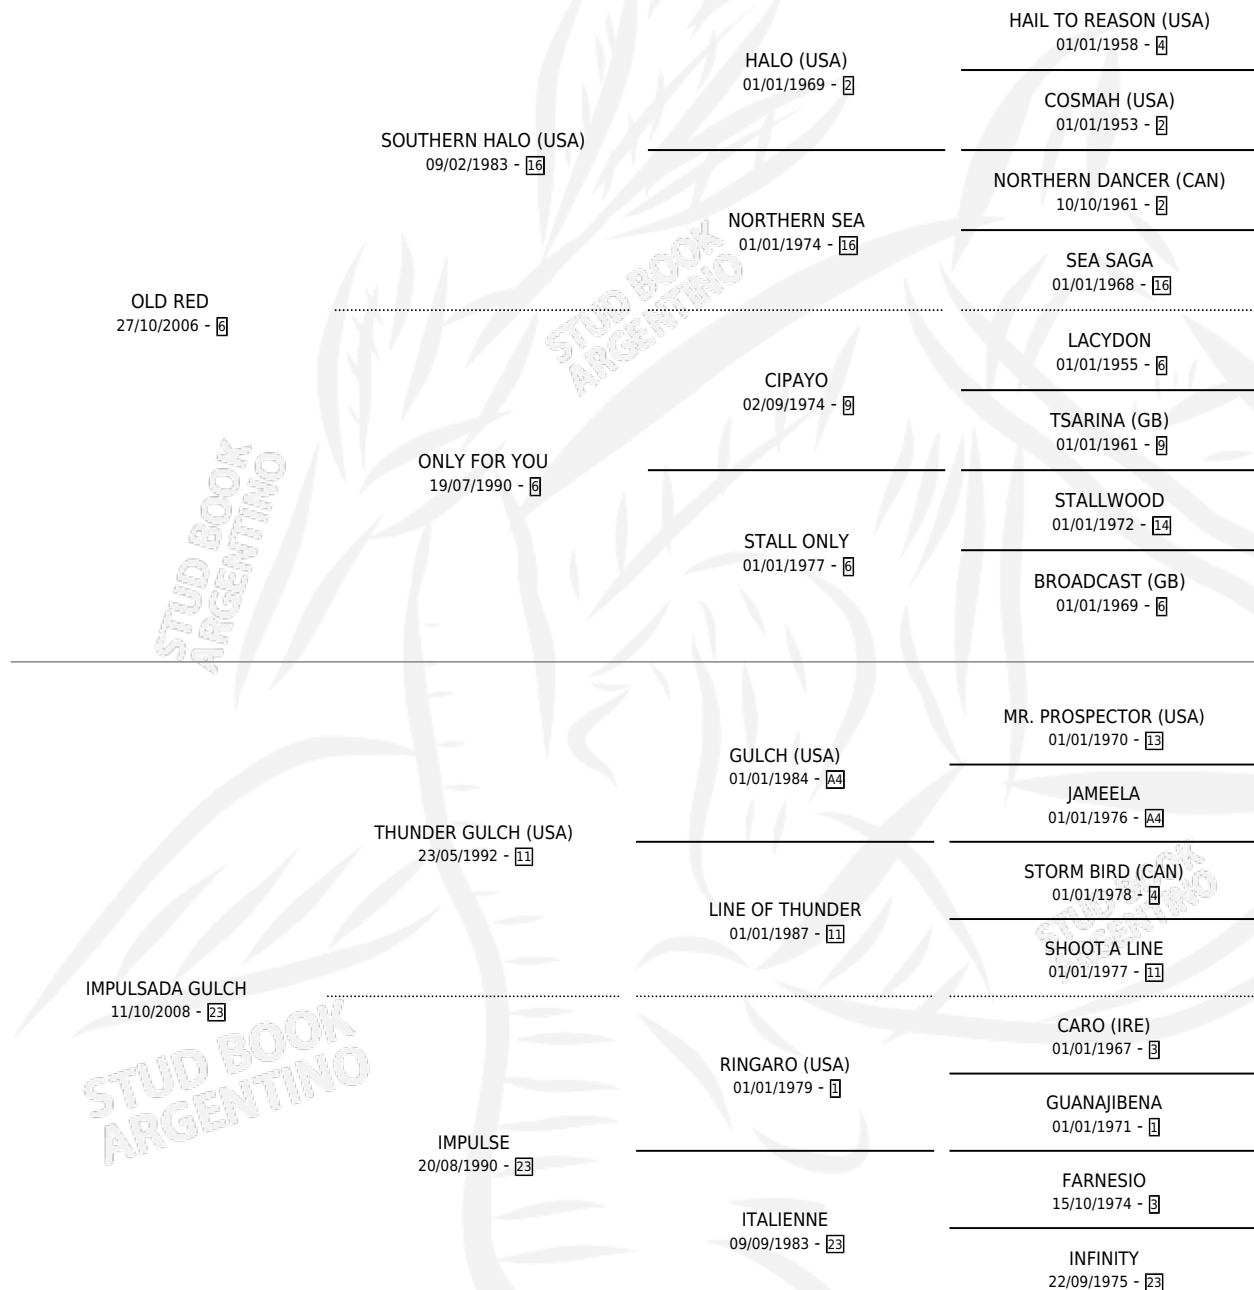 HAIL TO REASON (USA)
01/01/1958 - 4
HALO (USA)
01/01/1969 - 2
COSMAH (USA)
01/01/1953 - 2
SOUTHERN HALO (USA)
09/02/1983 - 16
NORTHERN DANCER (CAN)
10/10/1961 - 2
NORTHERN SEA
01/01/1974 - 16
SEA SAGA
01/01/1968 - 16
OLD RED
27/10/2006 - 6
LACYDON
01/01/1955 - 6
CIPAYO
02/09/1974 - 9
TSARINA (GB)
01/01/1961 - 9
ONLY FOR YOU
19/07/1990 - 6
STALLWOOD
01/01/1972 - 14
STALL ONLY
01/01/1977 - 6
BROADCAST (GB)
01/01/1969 - 6
MR. PROSPECTOR (USA)
01/01/1970 - 13
GULCH (USA)
01/01/1984 - A4
JAMEELA
01/01/1976 - A4
THUNDER GULCH (USA)
23/05/1992 - 11
STORM BIRD (CAN)
01/01/1978 - 4
LINE OF THUNDER
01/01/1987 - 11
SHOOT A LINE
01/01/1977 - 11
IMPULSADA GULCH
11/10/2008 - 23
CARO (IRE)
01/01/1967 - 3
RINGARO (USA)
01/01/1979 - 1
GUANAJIBENA
01/01/1971 - 1
IMPULSE
20/08/1990 - 23
FARNESIO
15/10/1974 - 3
ITALIENNE
09/09/1983 - 23
INFINITY
22/09/1975 - 23
STUD BOOK
ARGENTINO
STUD BOOK
ARGENTINO
STUD BOOK
ARGENTINO
STUD BOOK
ARGENTINO